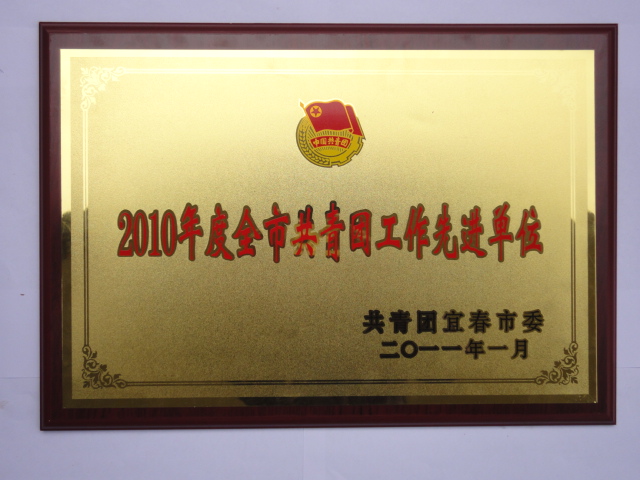 中国共青团
2010年度全市共青团工作先进单位
共青团宜春市委
二〇一一年一月